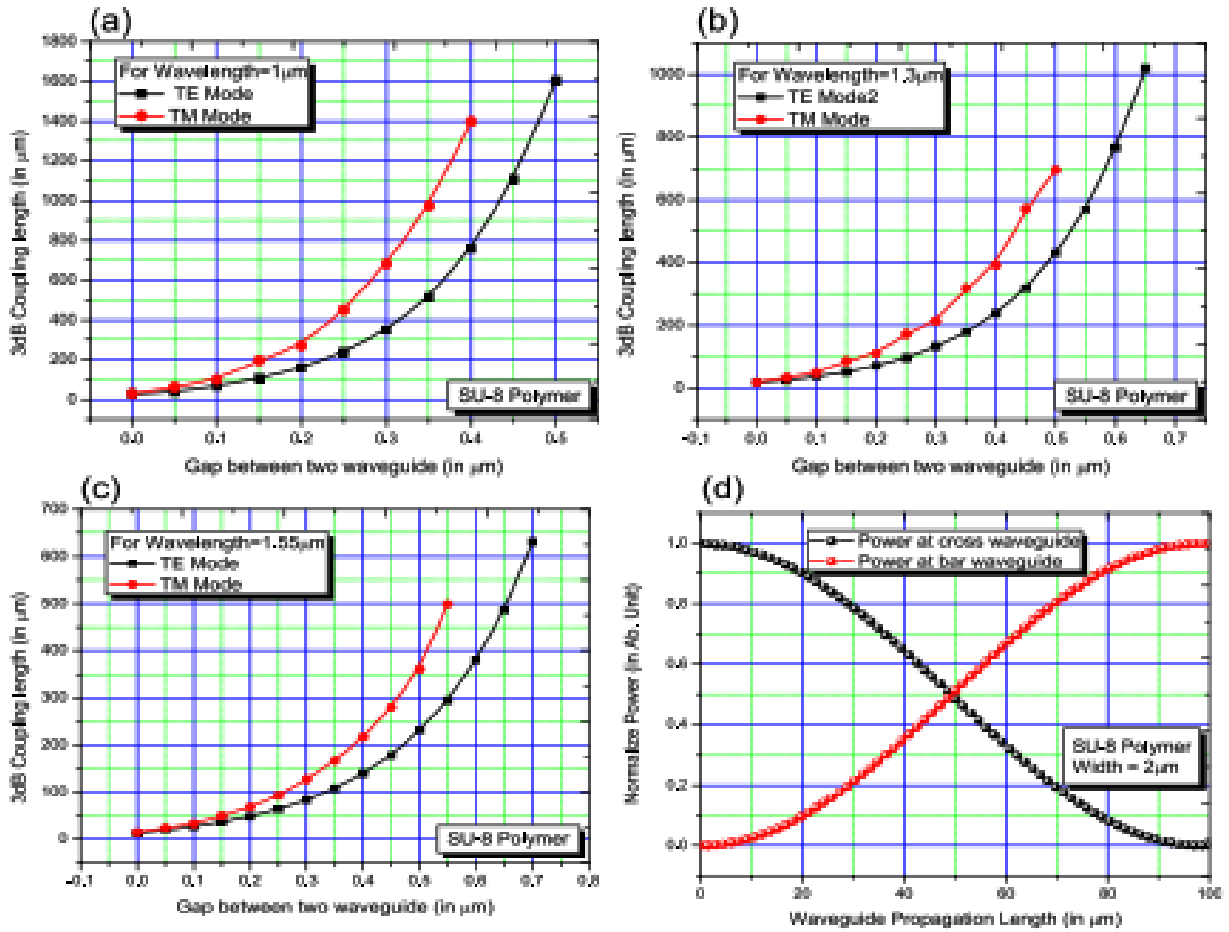 (a)
For Wavelength=1μm
TE Mode
TM Mode
3dB Coupling length (in μm)
1800
1600
1400
1200
1000
800
600
400
200
0
SU-8 Polymer
0.0 0.1 0.2 0.3 0.4 0.5
Gap between two waveguide (in μm)
(b)
For Wavelength=1.3μm
TE Mode2
TM Mode
3dB Coupling length (in μm)
1000
800
600
400
200
0
SU-8 Polymer
-0.1 0.0 0.1 0.2 0.3 0.4 0.5 0.6 0.7
Gap between two waveguide (in μm)
(c)
For Wavelength=1.55μm
TE Mode
TM Mode
3dB Coupling length (in μm)
700
600
500
400
300
200
100
0
SU-8 Polymer
-0.1 0.0 0.1 0.2 0.3 0.4 0.5 0.6 0.7 0.8
Gap between two waveguide (in μm)
(d)
Power at cross waveguide
Power at bar waveguide
Normalize Power (in Ab. Unit)
1.0
0.8
0.6
0.4
0.2
0.0
SU-8 Polymer
Width = 2μm
0 20 40 60 80 100
Waveguide Propagation Length (in μm)